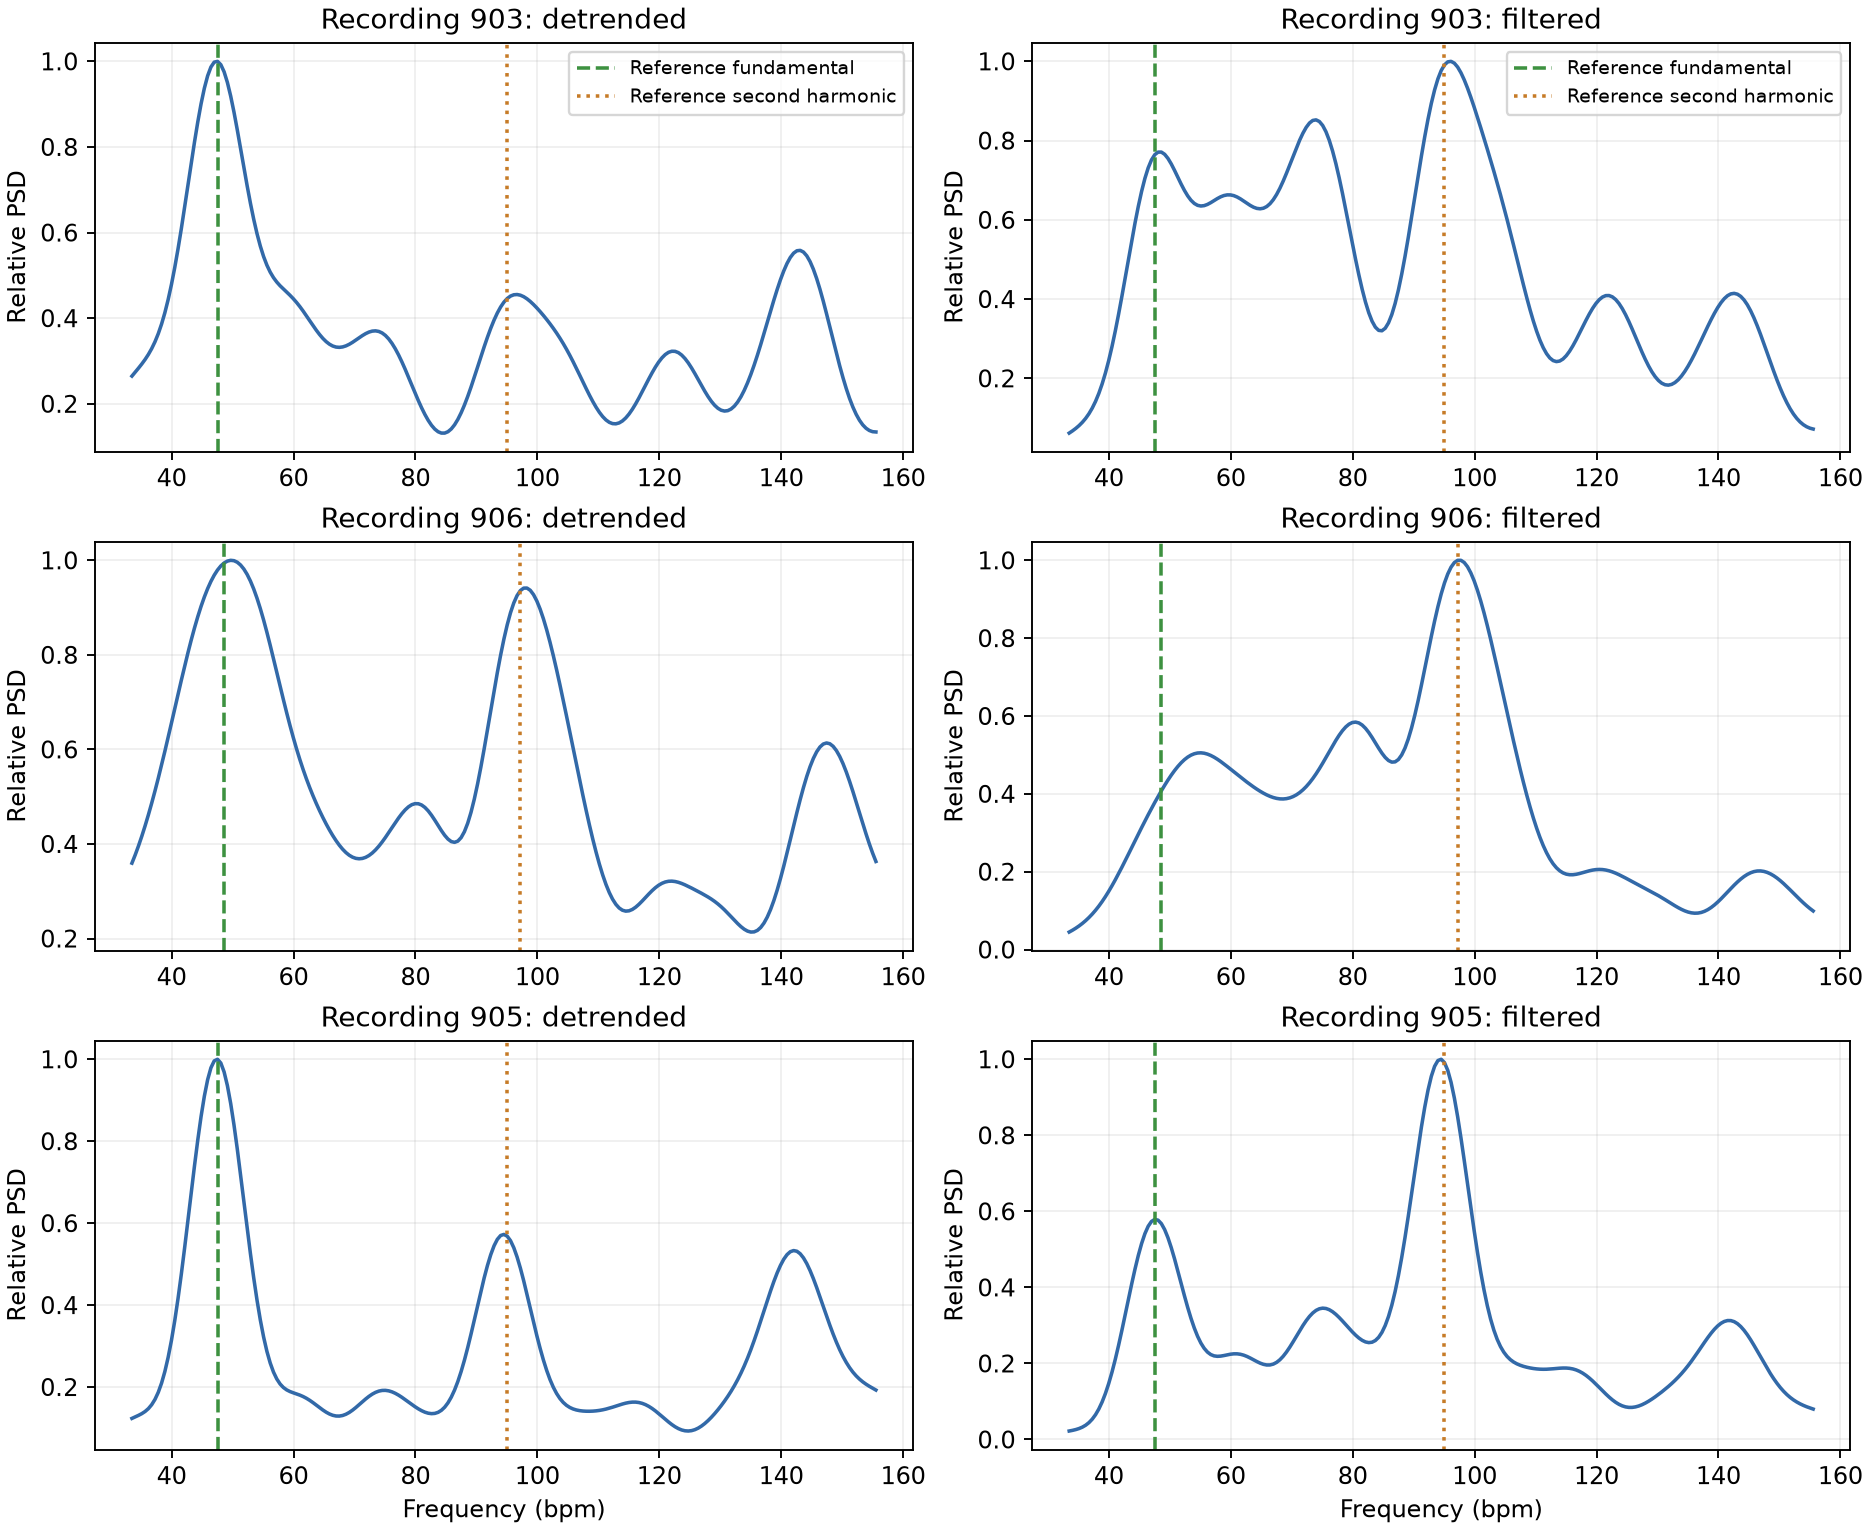 Recording 903: detrended
Relative PSD
1.0
0.8
0.6
0.4
0.2
Reference fundamental
Reference second harmonic
40 60 80 100 120 140 160
Recording 903: filtered
Relative PSD
1.0
0.8
0.6
0.4
0.2
Reference fundamental
Reference second harmonic
40 60 80 100 120 140 160
Recording 906: detrended
Relative PSD
1.0
0.8
0.6
0.4
0.2
40 60 80 100 120 140 160
Recording 906: filtered
Relative PSD
1.0
0.8
0.6
0.4
0.2
0.0
40 60 80 100 120 140 160
Recording 905: detrended
Relative PSD
1.0
0.8
0.6
0.4
0.2
40 60 80 100 120 140 160
Frequency (bpm)
Recording 905: filtered
Relative PSD
1.0
0.8
0.6
0.4
0.2
0.0
40 60 80 100 120 140 160
Frequency (bpm)